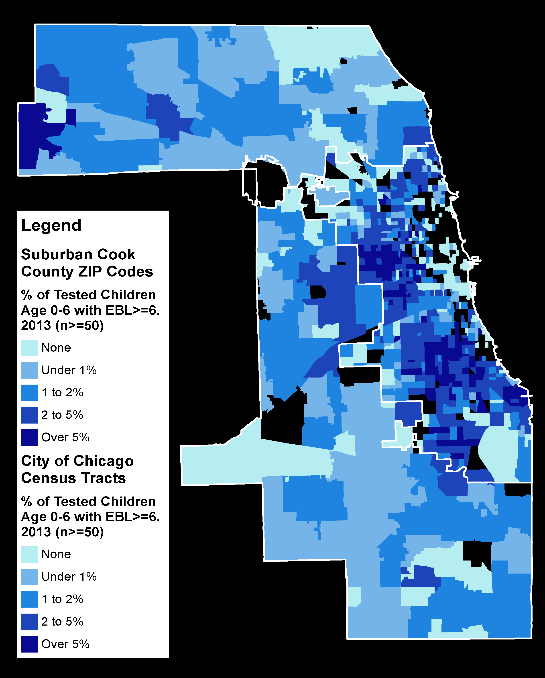 Legend
Suburban Cook
County ZIP Codes
% of Tested Children
Age 0-6 with EBL>=6.
2013 (n>=50)
None
Under 1%
1 to 2%
2 to 5%
Over 5%
City of Chicago
Census Tracts
% of Tested Children
Age 0-6 with EBL>=6.
2013 (n>=50)
None
Under 1%
1 to 2%
2 to 5%
Over 5%